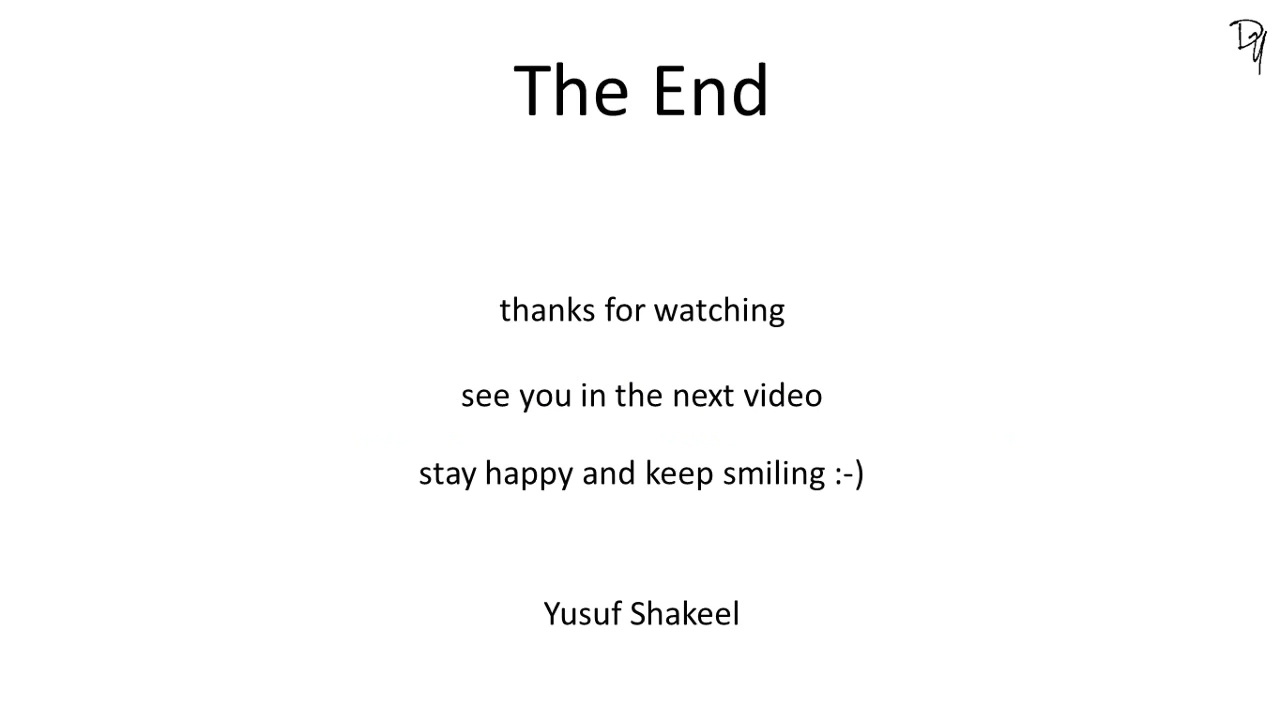 The End
thanks for watching
see you in the next video
stay happy and keep smiling :-)
Yusuf Shakeel